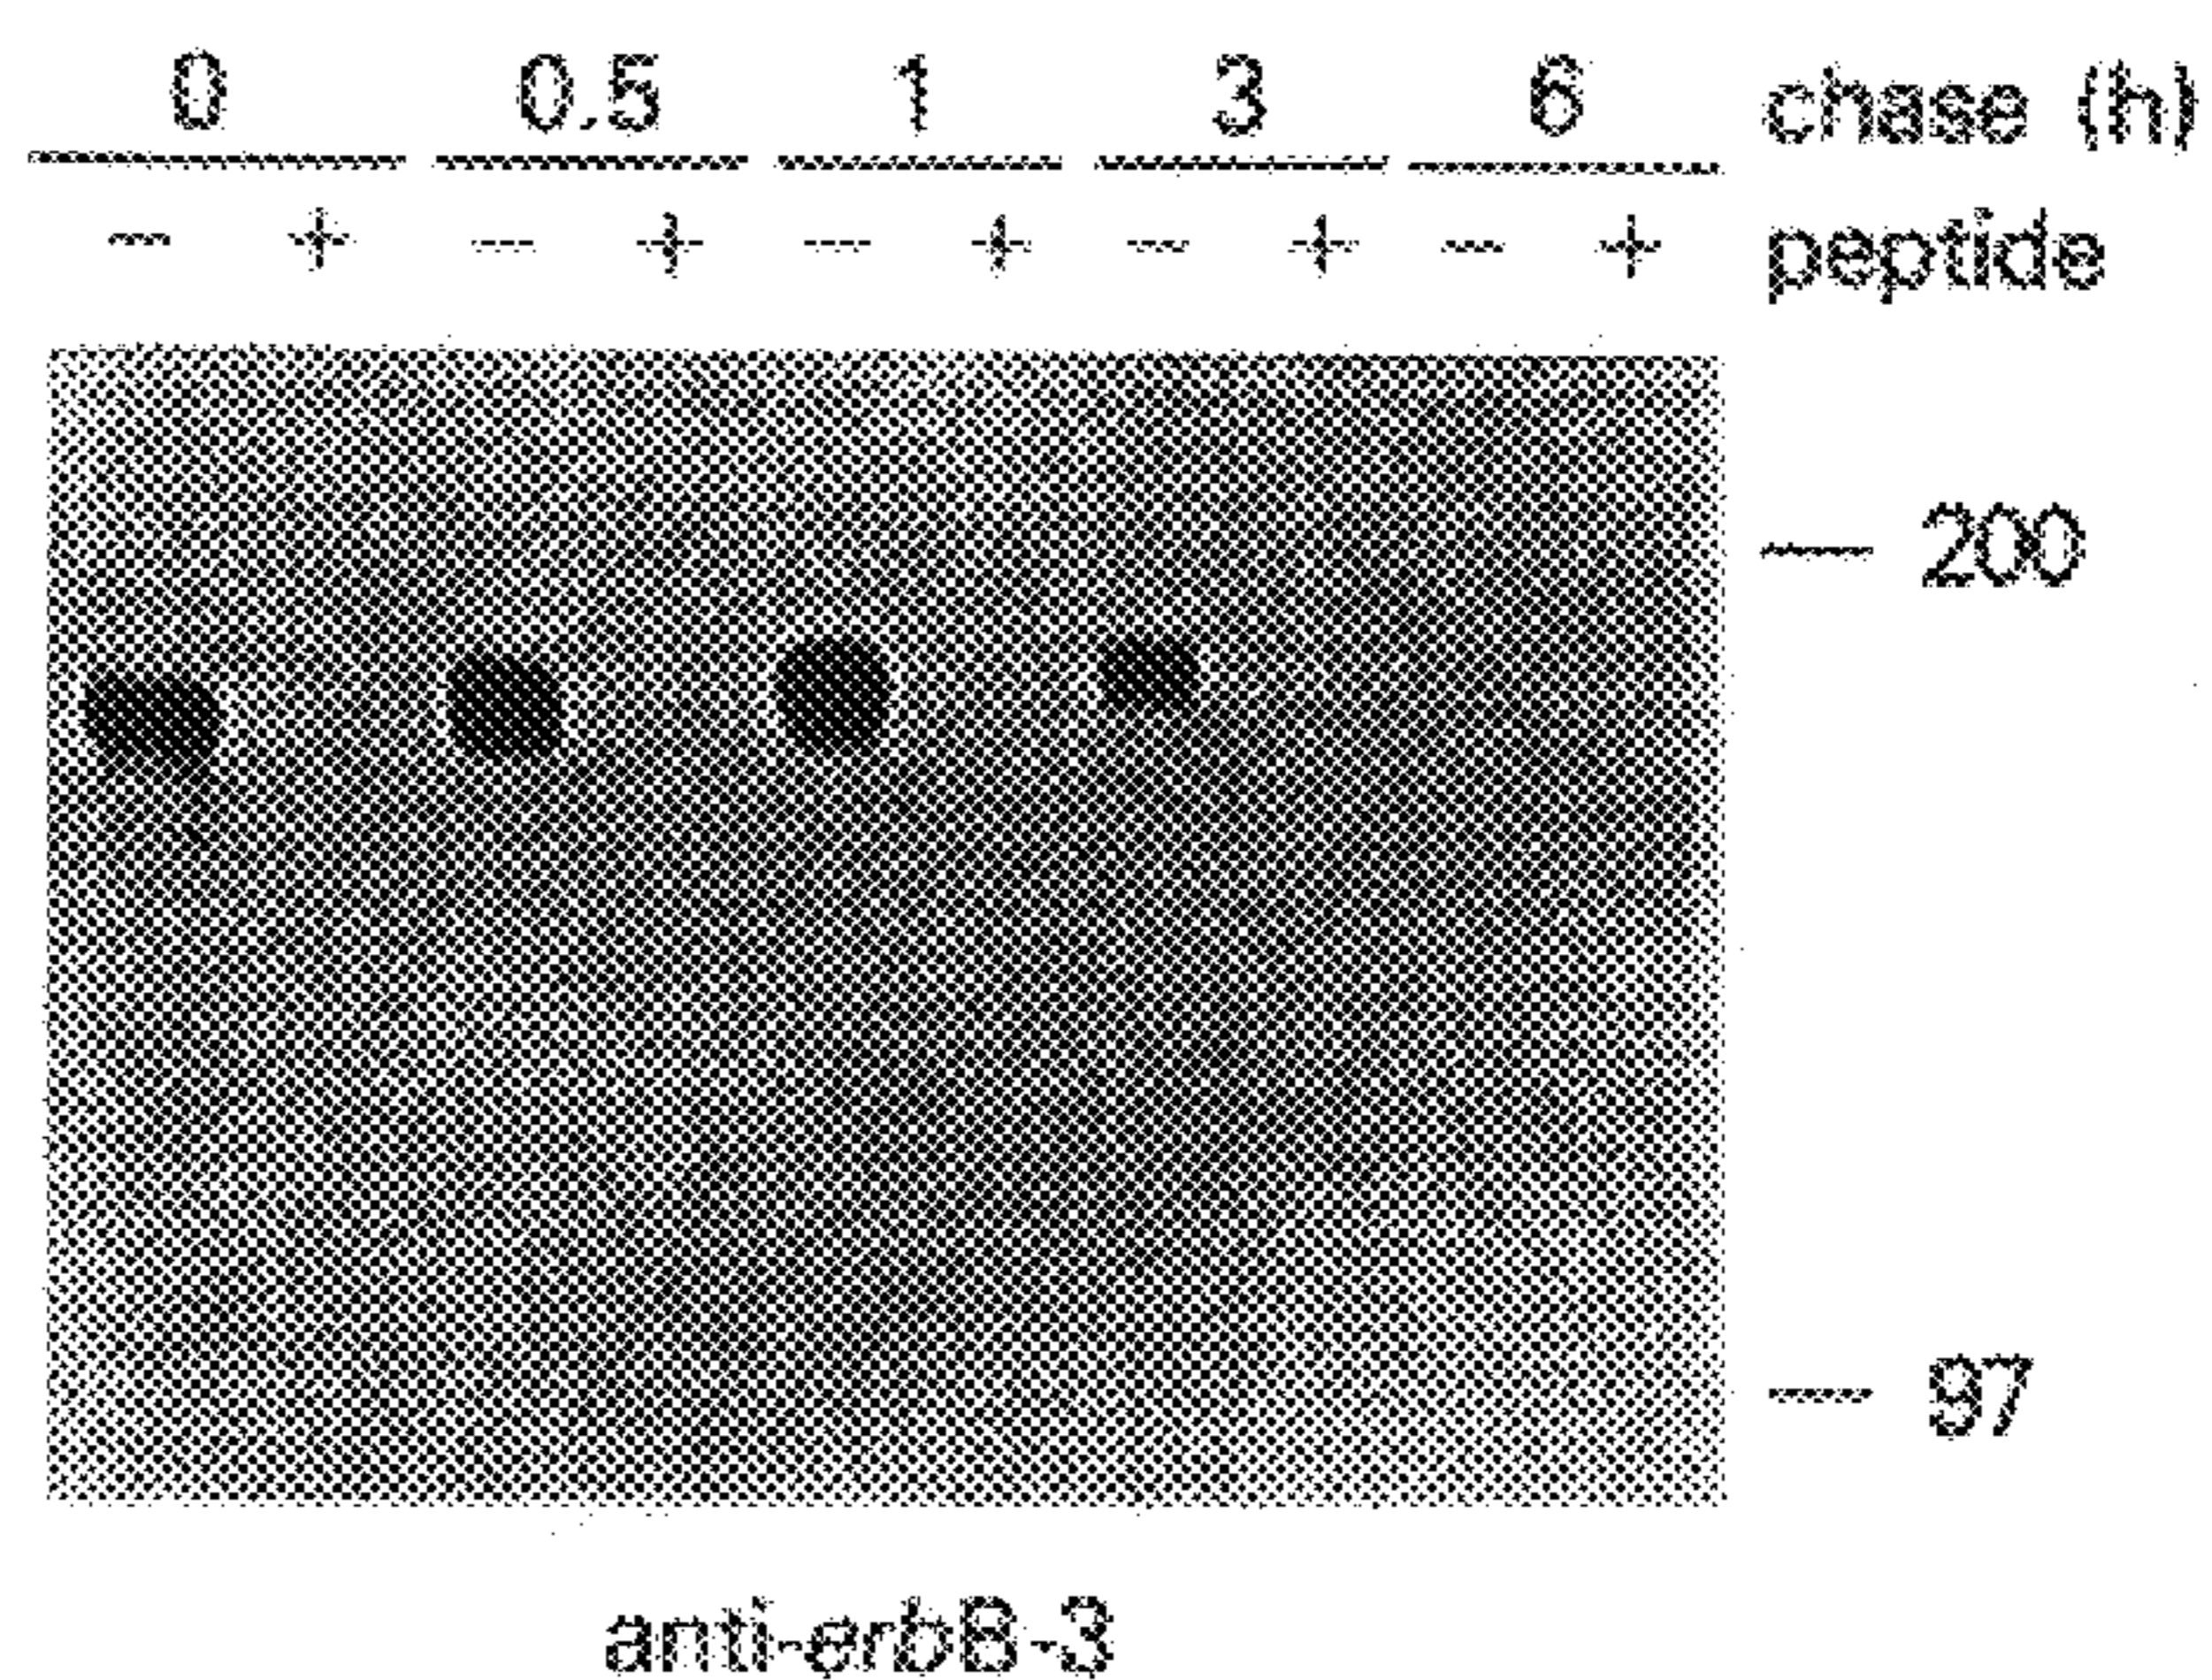 0 0.5 1 3 6 chase (h)
- + - + - + - + - + peptide
— 200
— 97
anti-erbB-3